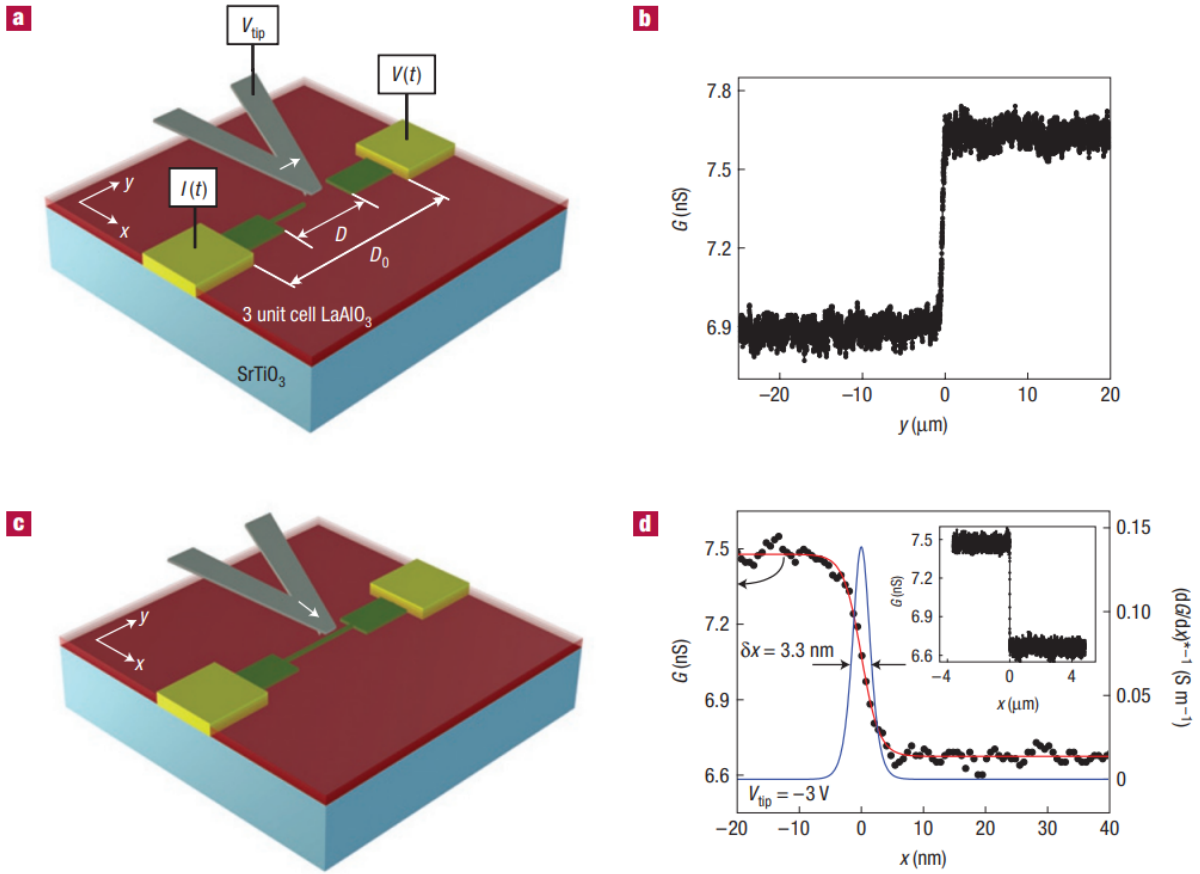 a
V_tip
V(t)
I(t)
y
x
D
D₀
3 unit cell LaAlO₃
SrTiO₃
b
7.8
7.5
7.2
6.9
G (nS)
−20
−10
0
10
20
y (μm)
c
y
x
d
7.5
7.2
6.9
6.6
G (nS)
δx = 3.3 nm
V_tip = −3 V
−20
−10
0
10
20
30
40
x (nm)
0.15
0.10
0.05
0
(dG/dx)*⁻¹ (S m⁻¹)
7.5
7.2
6.9
6.6
G (nS)
−4
0
4
x (μm)